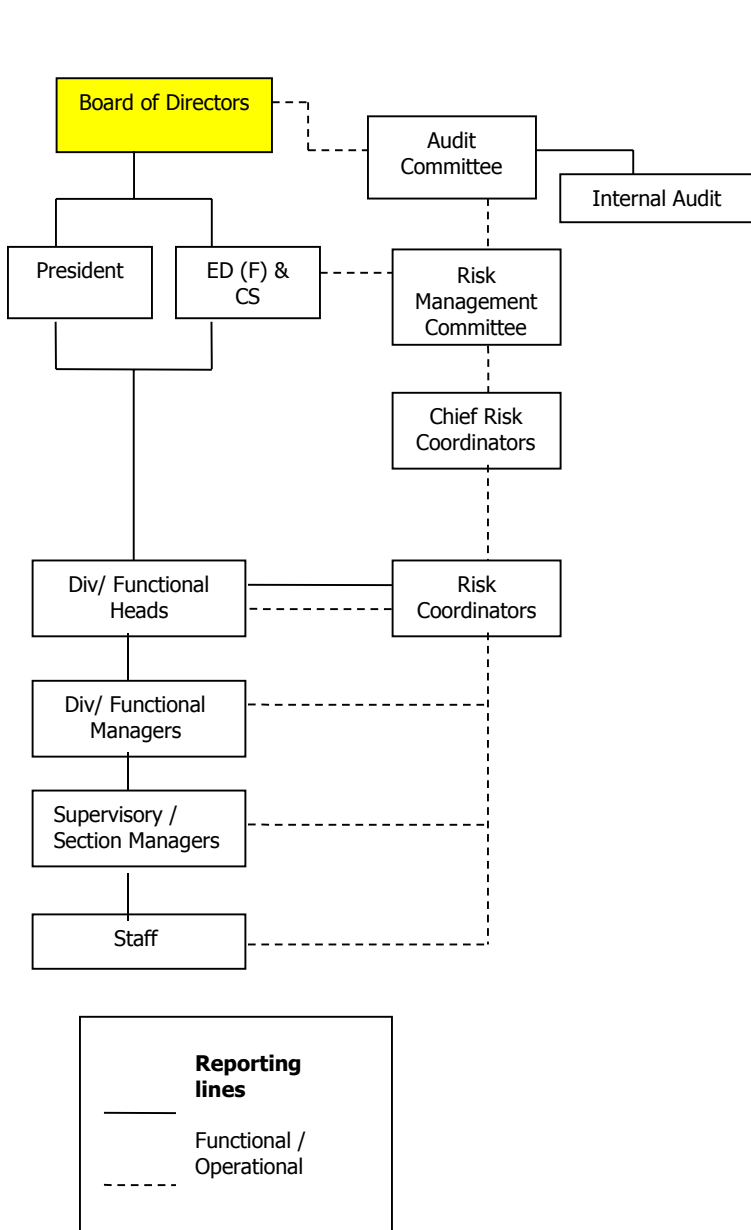 Board of Directors
Audit
Committee
Internal Audit
President
ED (F) &
CS
Risk
Management
Committee
Chief Risk
Coordinators
Div/ Functional
Heads
Risk
Coordinators
Div/ Functional
Managers
Supervisory /
Section Managers
Staff
Reporting
lines
Functional /
Operational